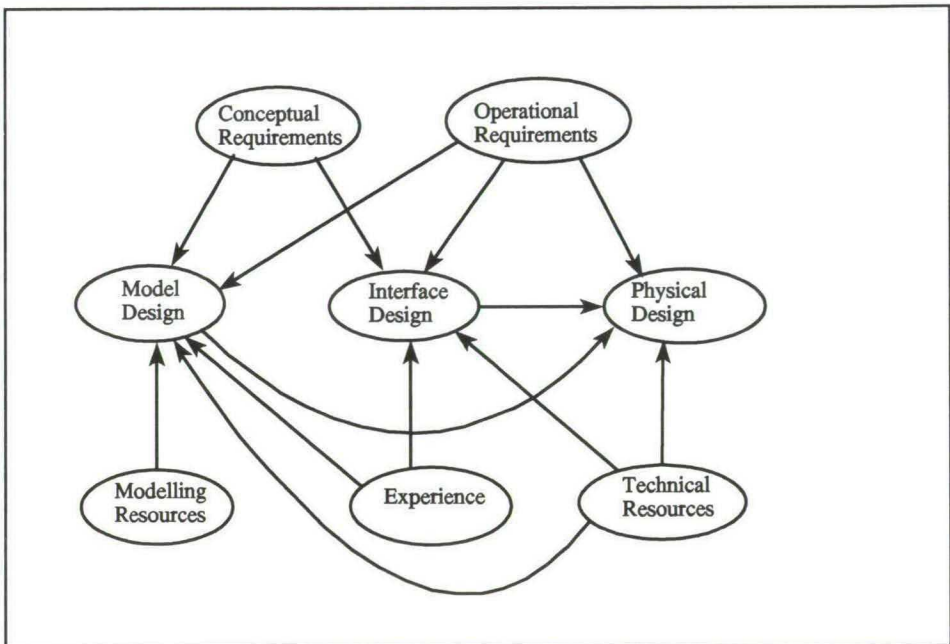 Conceptual
Requirements
Operational
Requirements
Model
Design
Interface
Design
Physical
Design
Modelling
Resources
Experience
Technical
Resources